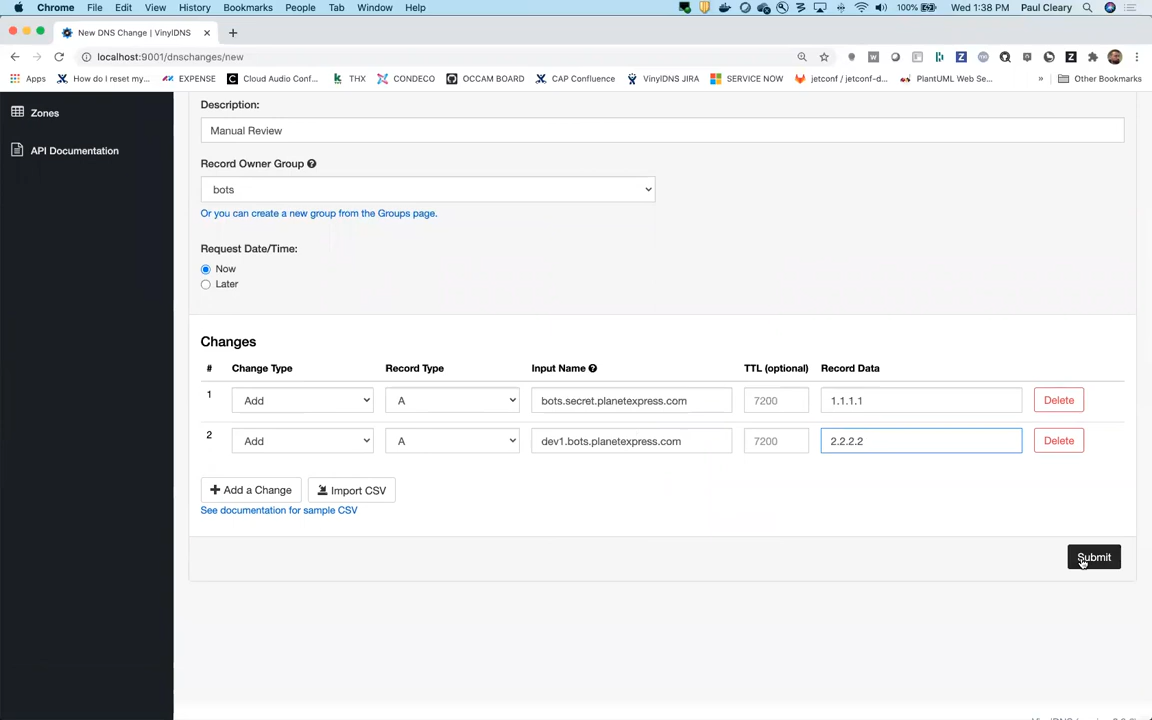 Chrome File Edit View History Bookmarks People Tab Window Help 100% Wed 1:38 PM Paul Cleary
New DNS Change | VinylDNS
localhost:9001/dnschanges/new
Apps How do I reset my... EXPENSE Cloud Audio Conf... THX CONDECO OCCAM BOARD CAP Confluence VinylDNS JIRA SERVICE NOW jetconf / jetconf-d... PlantUML Web Se... » Other Bookmarks
Zones
API Documentation
Description:
Manual Review
Record Owner Group
bots
Or you can create a new group from the Groups page.
Request Date/Time:
Now
Later
Changes
# Change Type Record Type Input Name TTL (optional) Record Data
1 Add A bots.secret.planetexpress.com 7200 1.1.1.1 Delete
2 Add A dev1.bots.planetexpress.com 7200 2.2.2.2 Delete
Add a Change Import CSV
See documentation for sample CSV
Submit